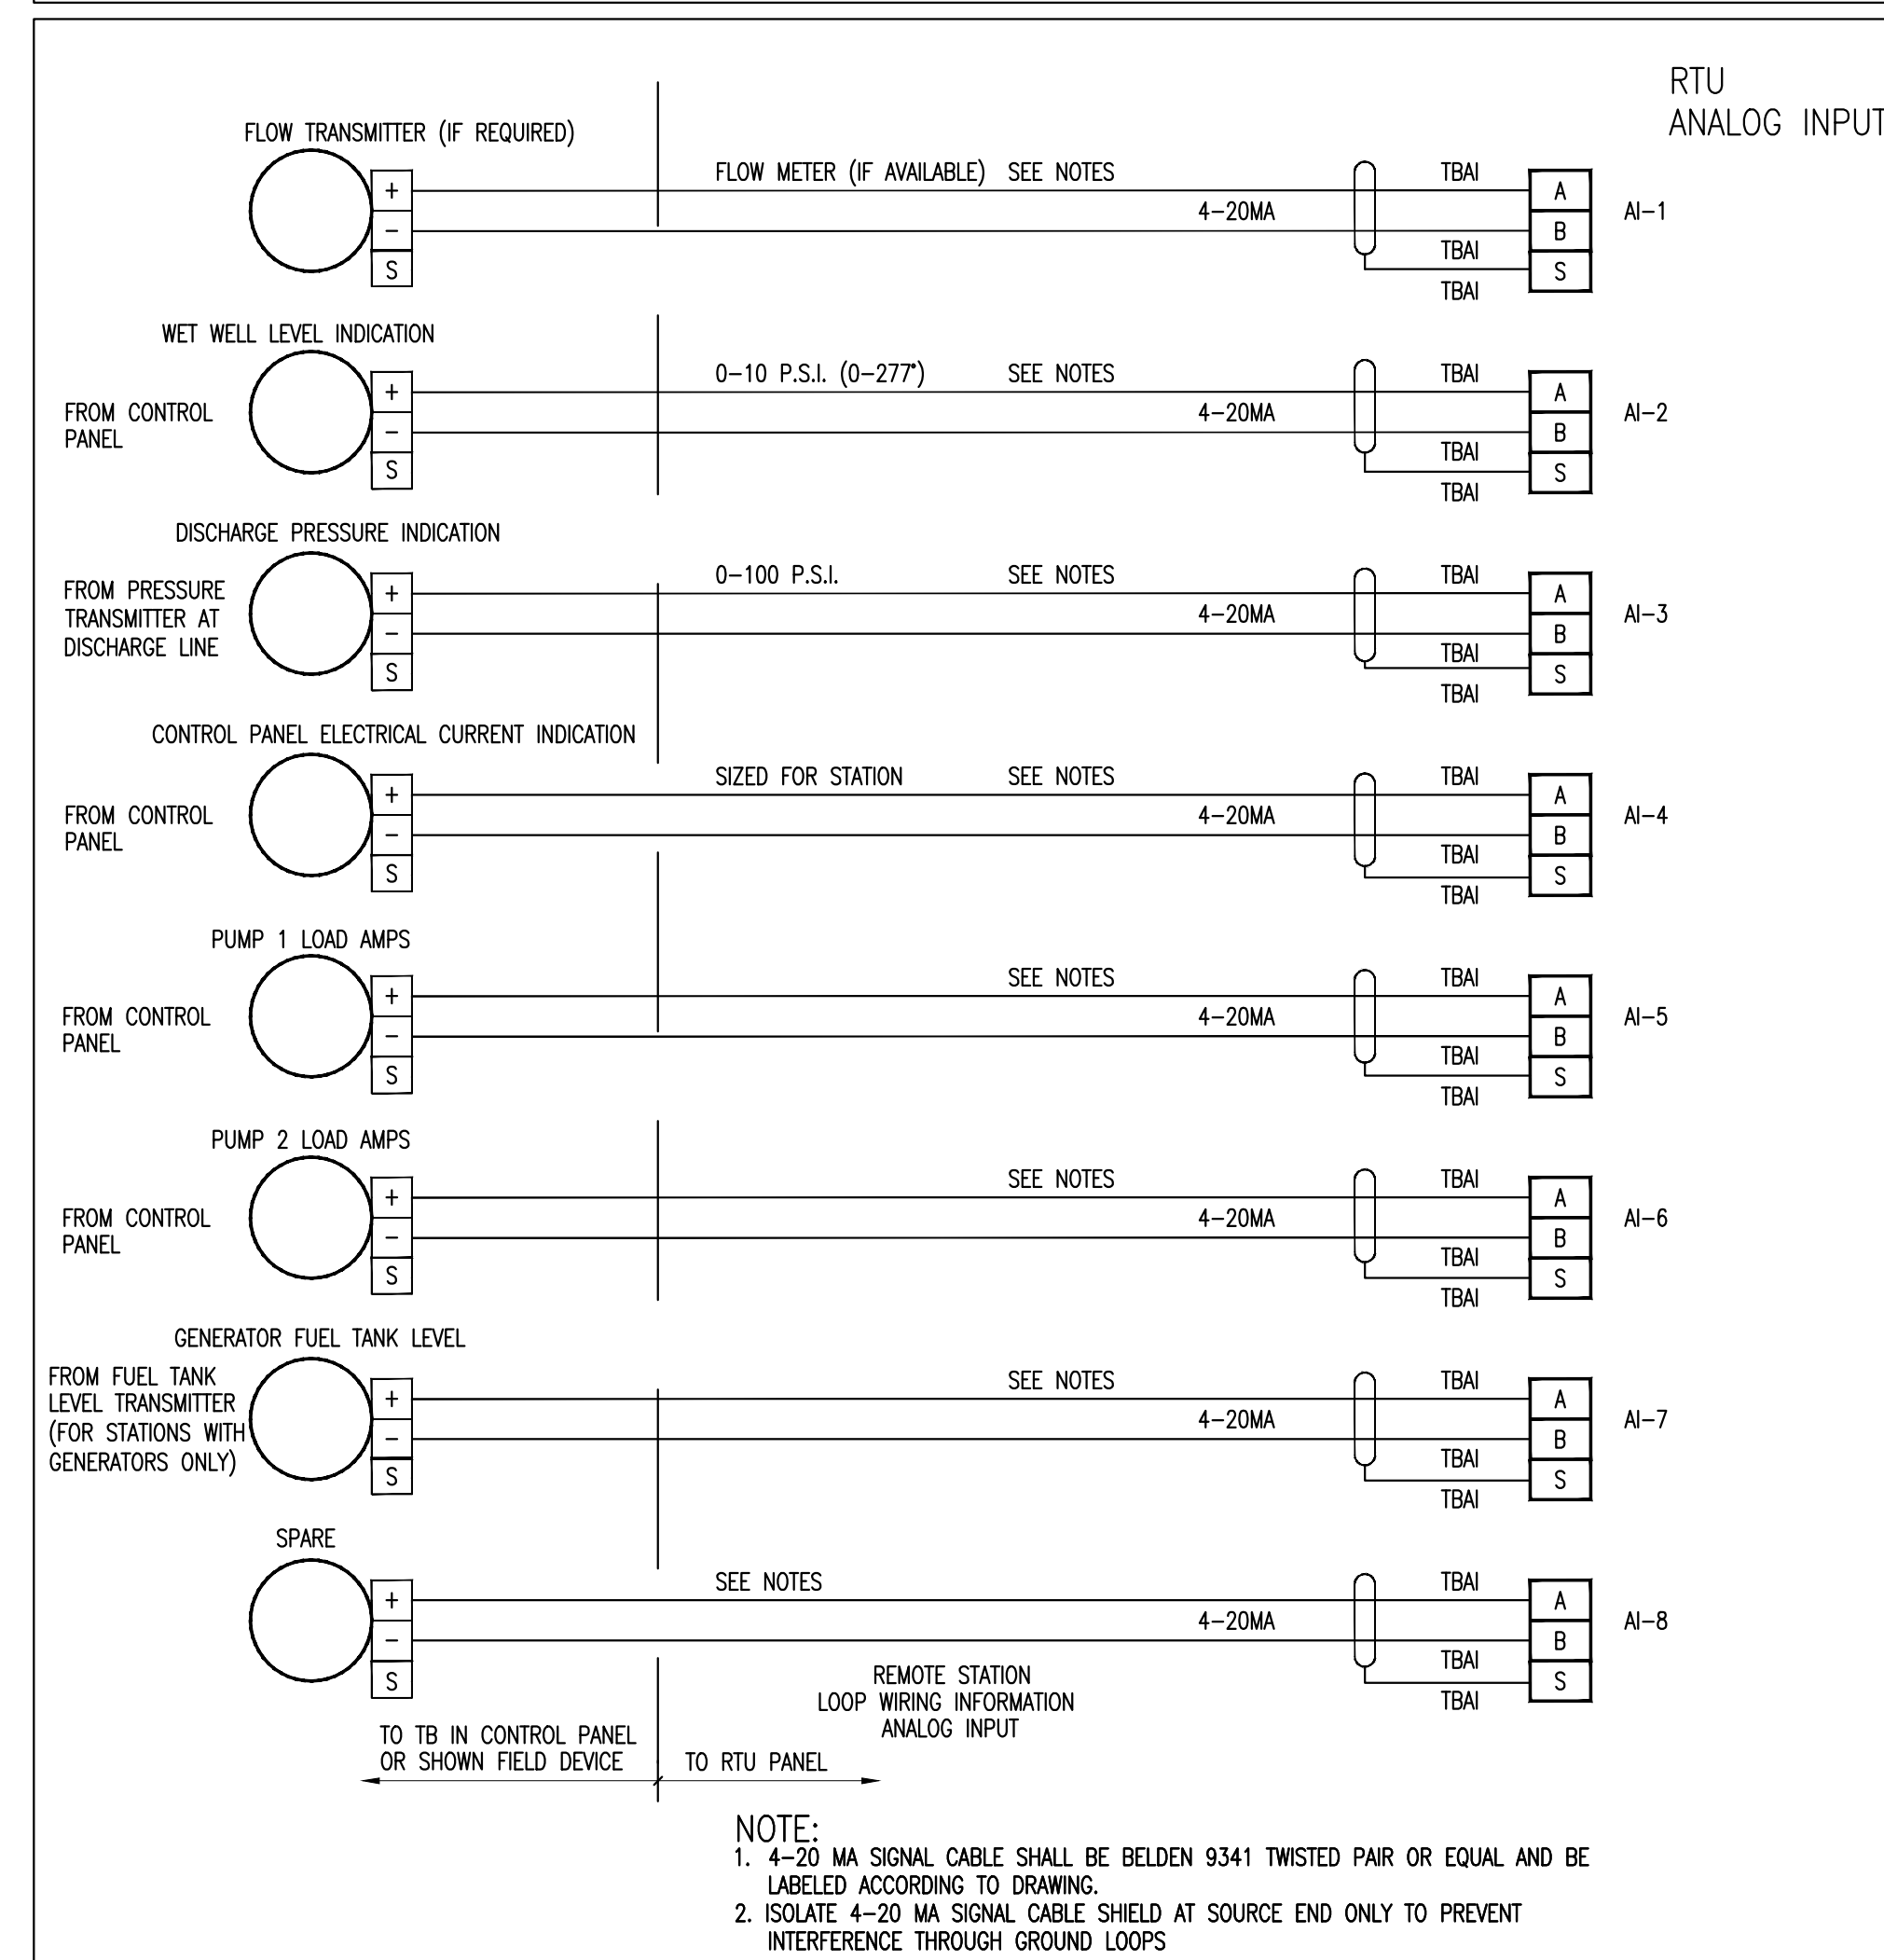 RTU
ANALOG INPUT
FLOW TRANSMITTER (IF REQUIRED)
+
-
S
FLOW METER (IF AVAILABLE) SEE NOTES
4-20MA
TBAI
TBAI
TBAI
A
B
S
AI-1
WET WELL LEVEL INDICATION
FROM CONTROL
PANEL
+
-
S
0-10 P.S.I. (0-277") SEE NOTES
4-20MA
TBAI
TBAI
TBAI
A
B
S
AI-2
DISCHARGE PRESSURE INDICATION
FROM PRESSURE
TRANSMITTER AT
DISCHARGE LINE
+
-
S
0-100 P.S.I. SEE NOTES
4-20MA
TBAI
TBAI
TBAI
A
B
S
AI-3
CONTROL PANEL ELECTRICAL CURRENT INDICATION
FROM CONTROL
PANEL
+
-
S
SIZED FOR STATION SEE NOTES
4-20MA
TBAI
TBAI
TBAI
A
B
S
AI-4
PUMP 1 LOAD AMPS
FROM CONTROL
PANEL
+
-
S
SEE NOTES
4-20MA
TBAI
TBAI
TBAI
A
B
S
AI-5
PUMP 2 LOAD AMPS
FROM CONTROL
PANEL
+
-
S
SEE NOTES
4-20MA
TBAI
TBAI
TBAI
A
B
S
AI-6
GENERATOR FUEL TANK LEVEL
FROM FUEL TANK
LEVEL TRANSMITTER
(FOR STATIONS WITH
GENERATORS ONLY)
+
-
S
SEE NOTES
4-20MA
TBAI
TBAI
TBAI
A
B
S
AI-7
SPARE
+
-
S
SEE NOTES
4-20MA
TBAI
TBAI
TBAI
A
B
S
AI-8
REMOTE STATION
LOOP WIRING INFORMATION
ANALOG INPUT
TO TB IN CONTROL PANEL
OR SHOWN FIELD DEVICE
TO RTU PANEL
NOTE:
1. 4-20 MA SIGNAL CABLE SHALL BE BELDEN 9341 TWISTED PAIR OR EQUAL AND BE
LABELED ACCORDING TO DRAWING.
2. ISOLATE 4-20 MA SIGNAL CABLE SHIELD AT SOURCE END ONLY TO PREVENT
INTERFERENCE THROUGH GROUND LOOPS